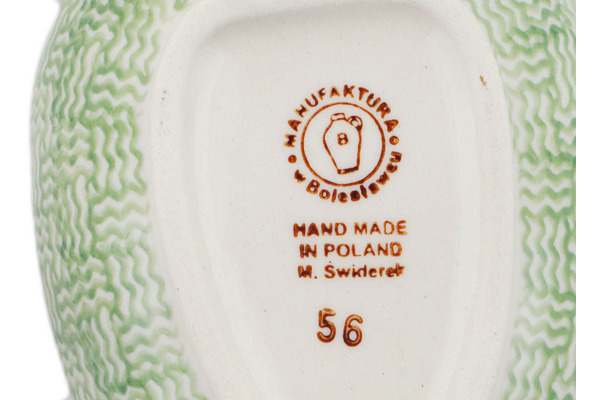 MANUFAKTURA
w Bolesławcu
B
HAND MADE
IN POLAND
M. Świderek
56